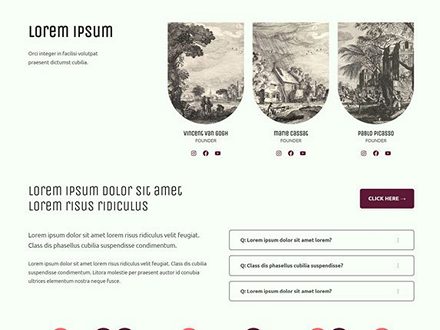 Lorem Ipsum
Orci integer in facilisi volutpat
praesent dictumst cubilia.
Vincent Van Gogh
FOUNDER
Marie Cassat
FOUNDER
Pablo Picasso
FOUNDER
Lorem ipsum dolor sit amet
lorem risus ridiculus
CLICK HERE →
Lorem ipsum dolor sit amet lorem risus ridiculus velit feugiat.
Class dis phasellus cubilia suspendisse condimentum.
Lorem ipsum dolor sit amet lorem risus ridiculus velit feugiat. Class dis phasellus cubilia
suspendisse condimentum. Litora molestie per praesent aliquam id conubia
elementum nostra neque fusce.
Q: Lorem ipsum dolor sit amet lorem?
Q: Class dis phasellus cubilia suspendisse?
Q: Lorem ipsum dolor sit amet lorem?